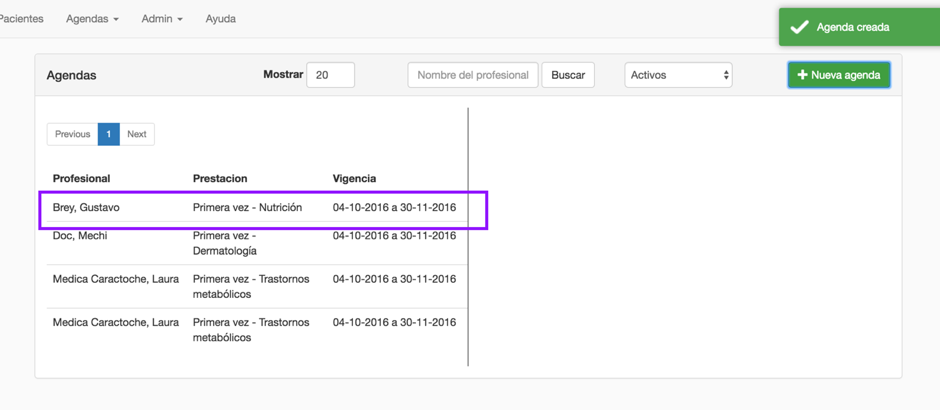 Pacientes Agendas Admin Ayuda
Agenda creada
Agendas Mostrar 20 Nombre del profesional Buscar Activos + Nueva agenda
Previous 1 Next
Profesional Prestacion Vigencia
Brey, Gustavo Primera vez - Nutrición 04-10-2016 a 30-11-2016
Doc, Mechi Primera vez - 04-10-2016 a 30-11-2016
Dermatología
Medica Caractoche, Laura Primera vez - Trastornos 04-10-2016 a 30-11-2016
metabólicos
Medica Caractoche, Laura Primera vez - Trastornos 04-10-2016 a 30-11-2016
metabólicos